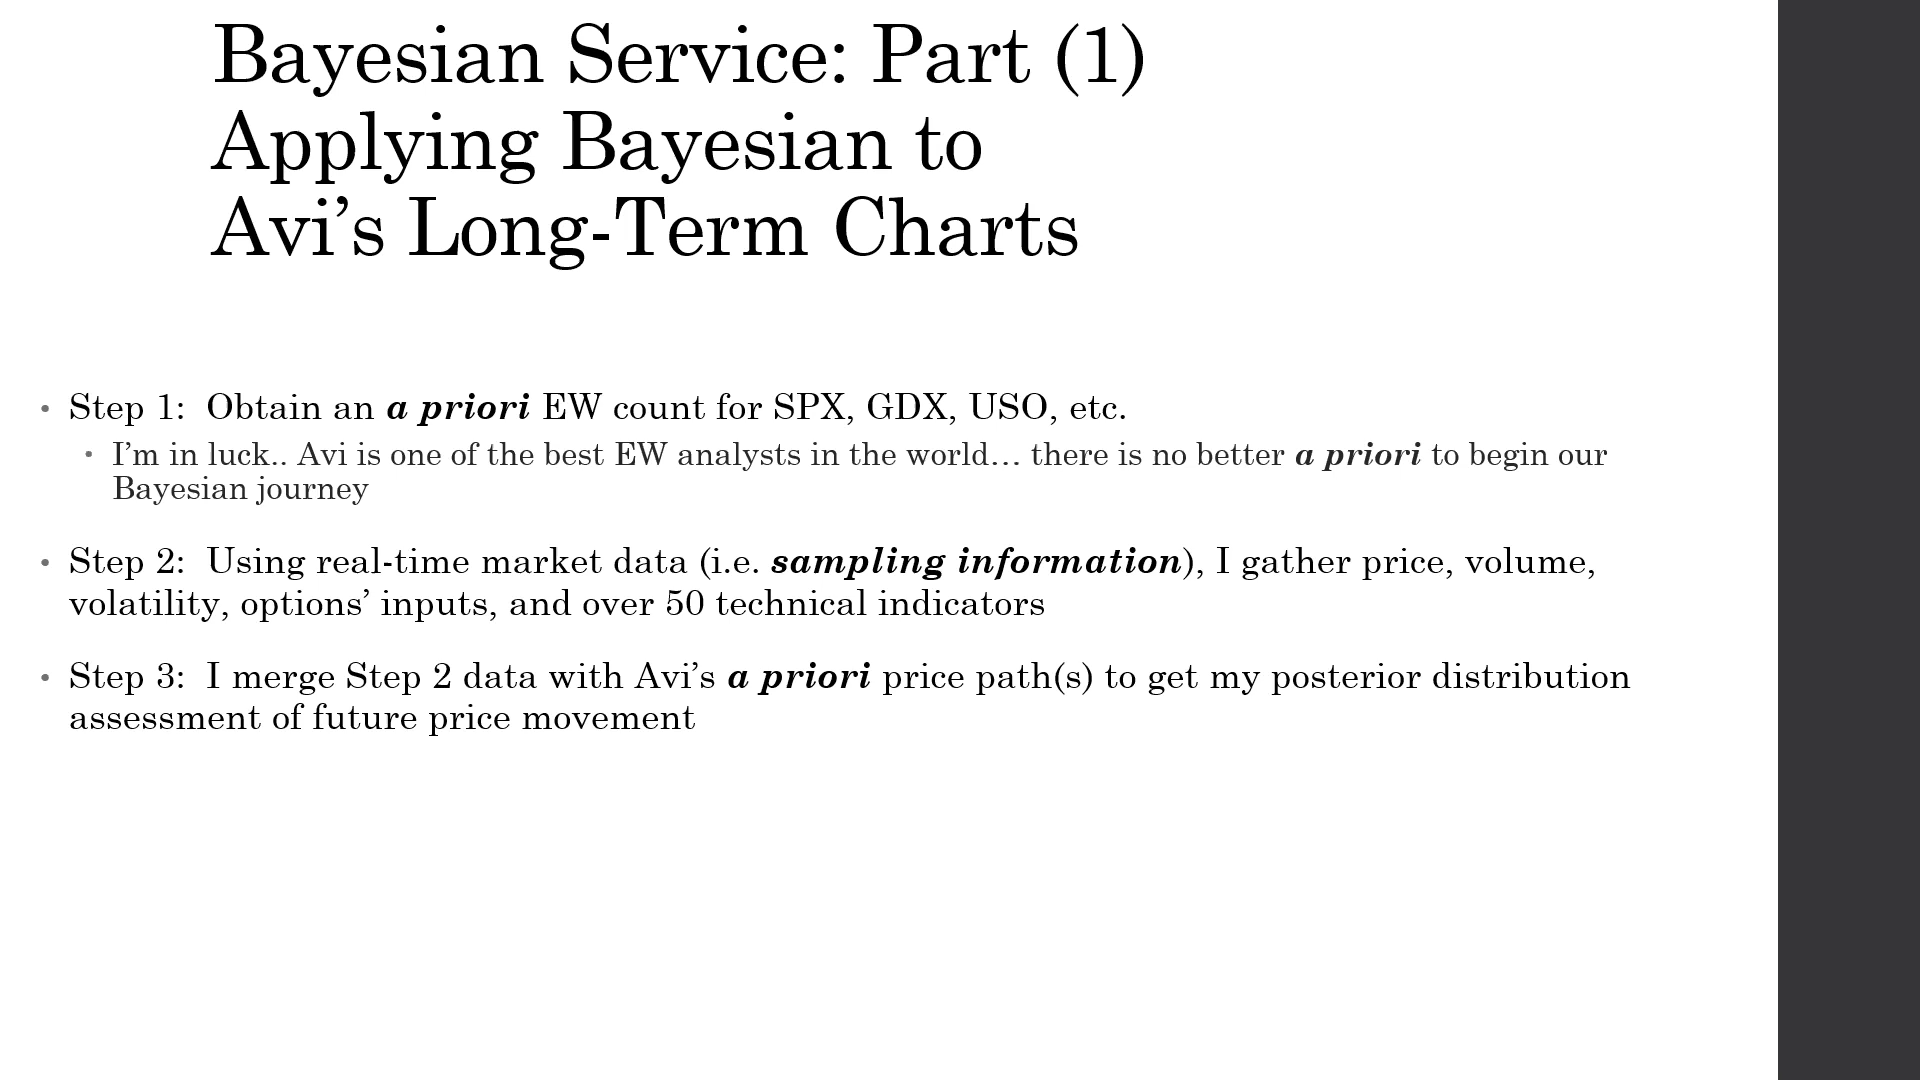 Bayesian Service: Part (1)
Applying Bayesian to
Avi’s Long-Term Charts
• Step 1:  Obtain an a priori EW count for SPX, GDX, USO, etc.
• I’m in luck.. Avi is one of the best EW analysts in the world… there is no better a priori to begin our
Bayesian journey
• Step 2:  Using real-time market data (i.e. sampling information), I gather price, volume,
volatility, options’ inputs, and over 50 technical indicators
• Step 3:  I merge Step 2 data with Avi’s a priori price path(s) to get my posterior distribution
assessment of future price movement